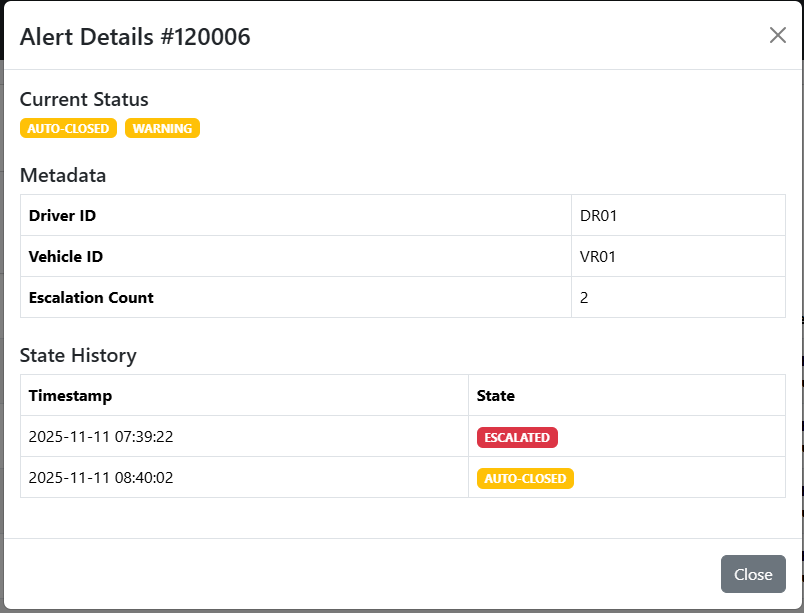 Alert Details #120006
Current Status
AUTO-CLOSED WARNING
Metadata
Driver ID DR01
Vehicle ID VR01
Escalation Count 2
State History
Timestamp State
2025-11-11 07:39:22 ESCALATED
2025-11-11 08:40:02 AUTO-CLOSED
Close